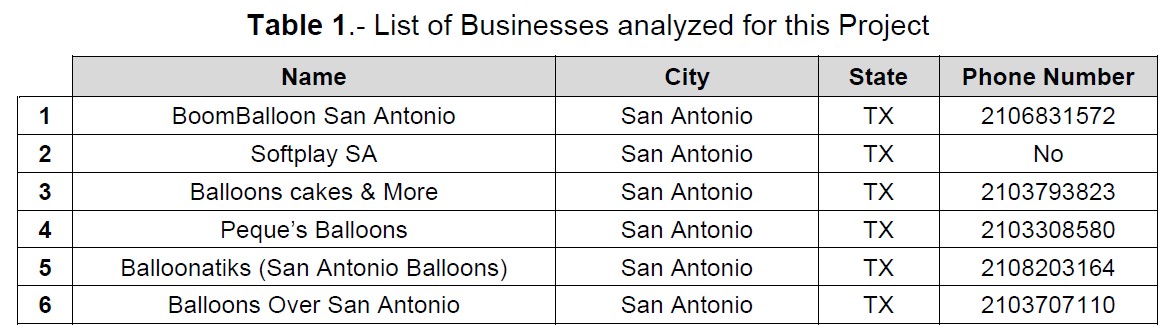 Table 1.- List of Businesses analyzed for this Project
Name City State Phone Number
1 BoomBalloon San Antonio San Antonio TX 2106831572
2 Softplay SA San Antonio TX No
3 Balloons cakes & More San Antonio TX 2103793823
4 Peque’s Balloons San Antonio TX 2103308580
5 Balloonatiks (San Antonio Balloons) San Antonio TX 2108203164
6 Balloons Over San Antonio San Antonio TX 2103707110